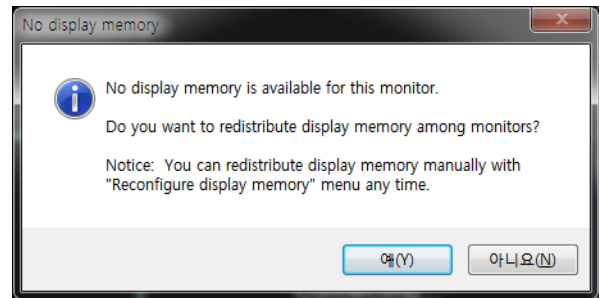 No display memory
No display memory is available for this monitor.
Do you want to redistribute display memory among monitors?
Notice:  You can redistribute display memory manually with
"Reconfigure display memory" menu any time.
예(Y)
아니요(N)